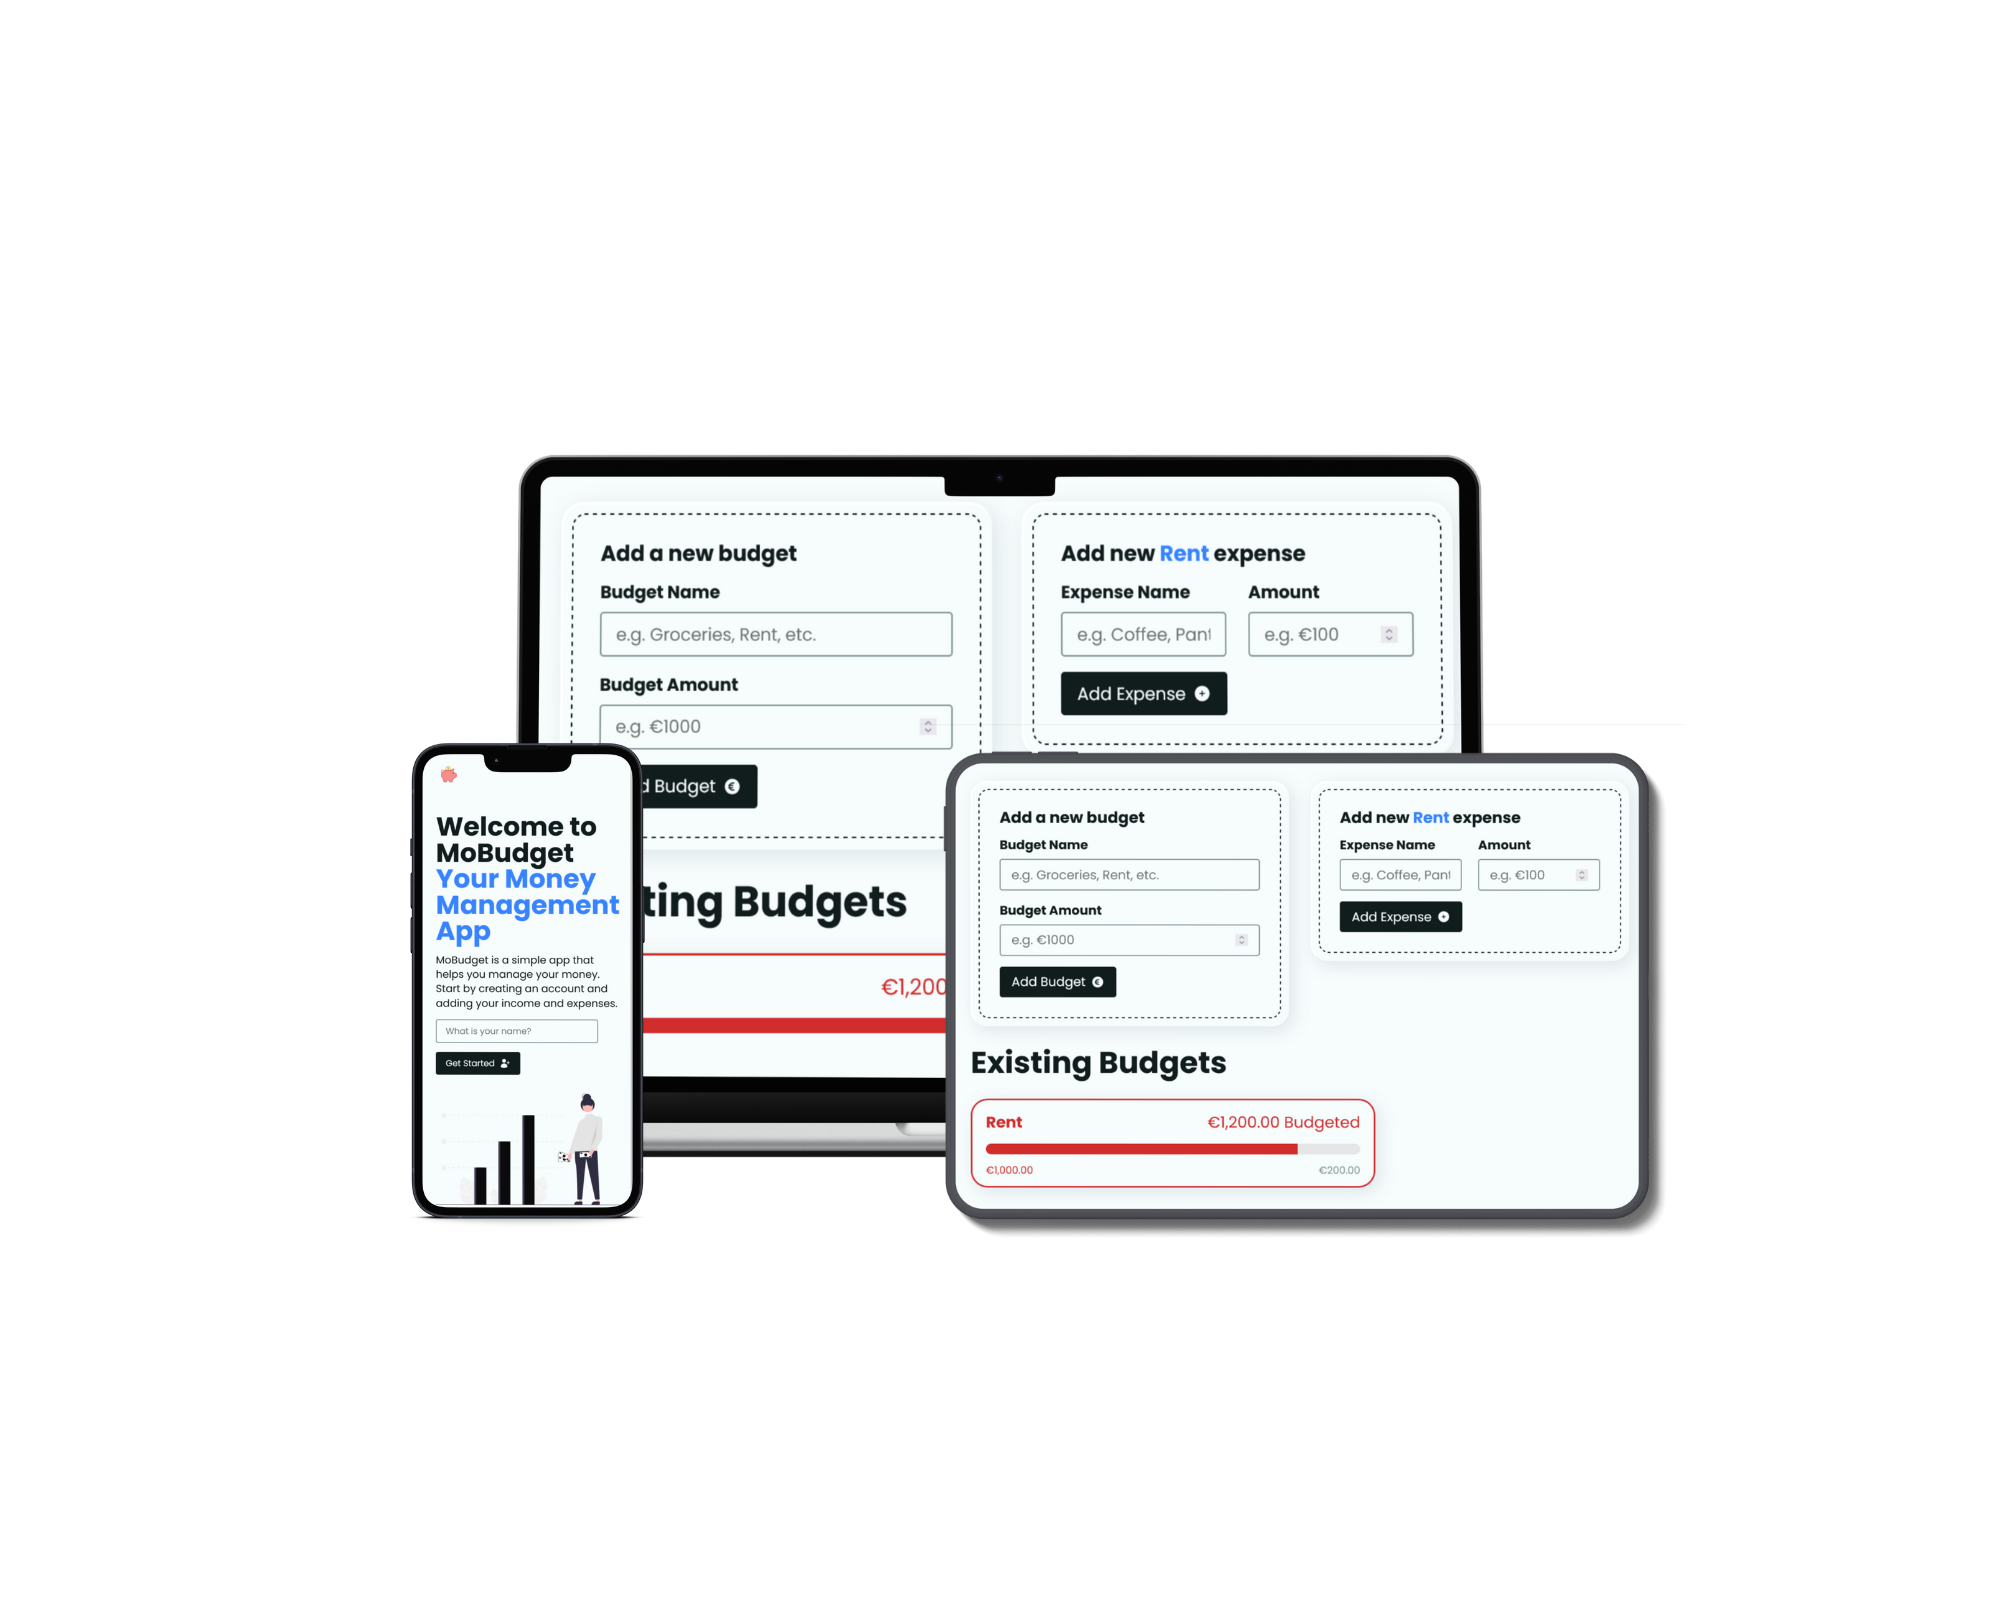 Add a new budget
Budget Name
e.g. Groceries, Rent, etc.
Budget Amount
e.g. €1000
Budget €
Budgets
€1,200
Add new Rent expense
Expense Name Amount
e.g. Coffee, e.g. €100
Add Expense
Welcome to
MoBudget
Your Money
Management
App
MoBudget is a simple app that
helps you manage your money.
Start by creating an account and
adding your income and expenses.
What is your name?
Get Started
Add a new budget
Budget Name
e.g. Groceries, Rent, etc.
Budget Amount
e.g. €1000
Add Budget €
Add new Rent expense
Expense Name Amount
e.g. Coffee, e.g. €100
Add Expense
Existing Budgets
Rent €1,200.00 Budgeted
€1,000.00 €200.00